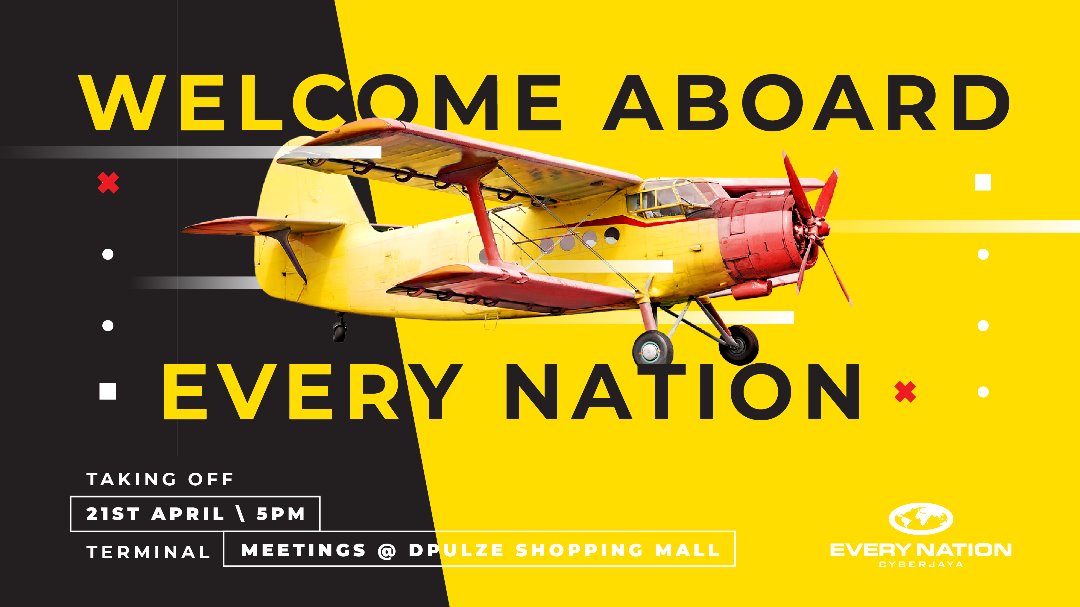 WELCOME ABOARD
EVERY NATION
TAKING OFF
21ST APRIL \ 5PM
TERMINAL MEETINGS @ DPULZE SHOPPING MALL
EVERY NATION
CYBERJAYA